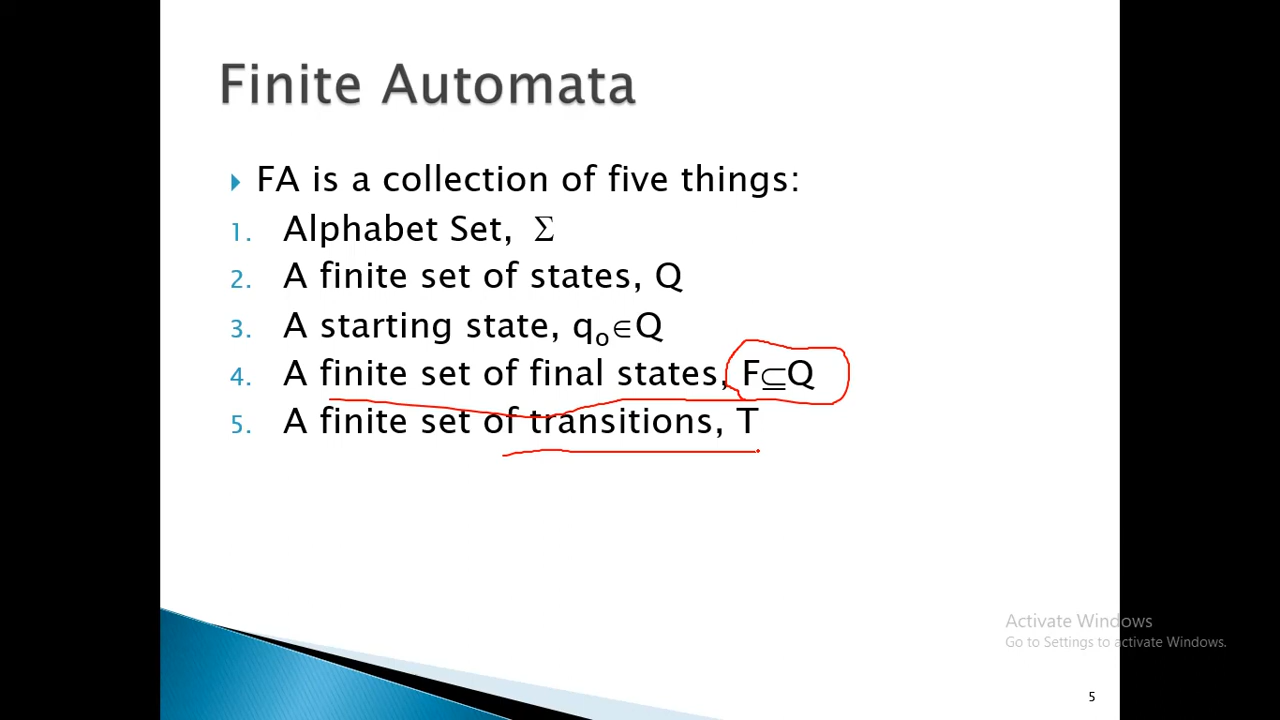 Finite Automata
FA is a collection of five things:
1. Alphabet Set, Σ
2. A finite set of states, Q
3. A starting state, q₀∈Q
4. A finite set of final states, F⊆Q
5. A finite set of transitions, T
Activate Windows
Go to Settings to activate Windows.
5